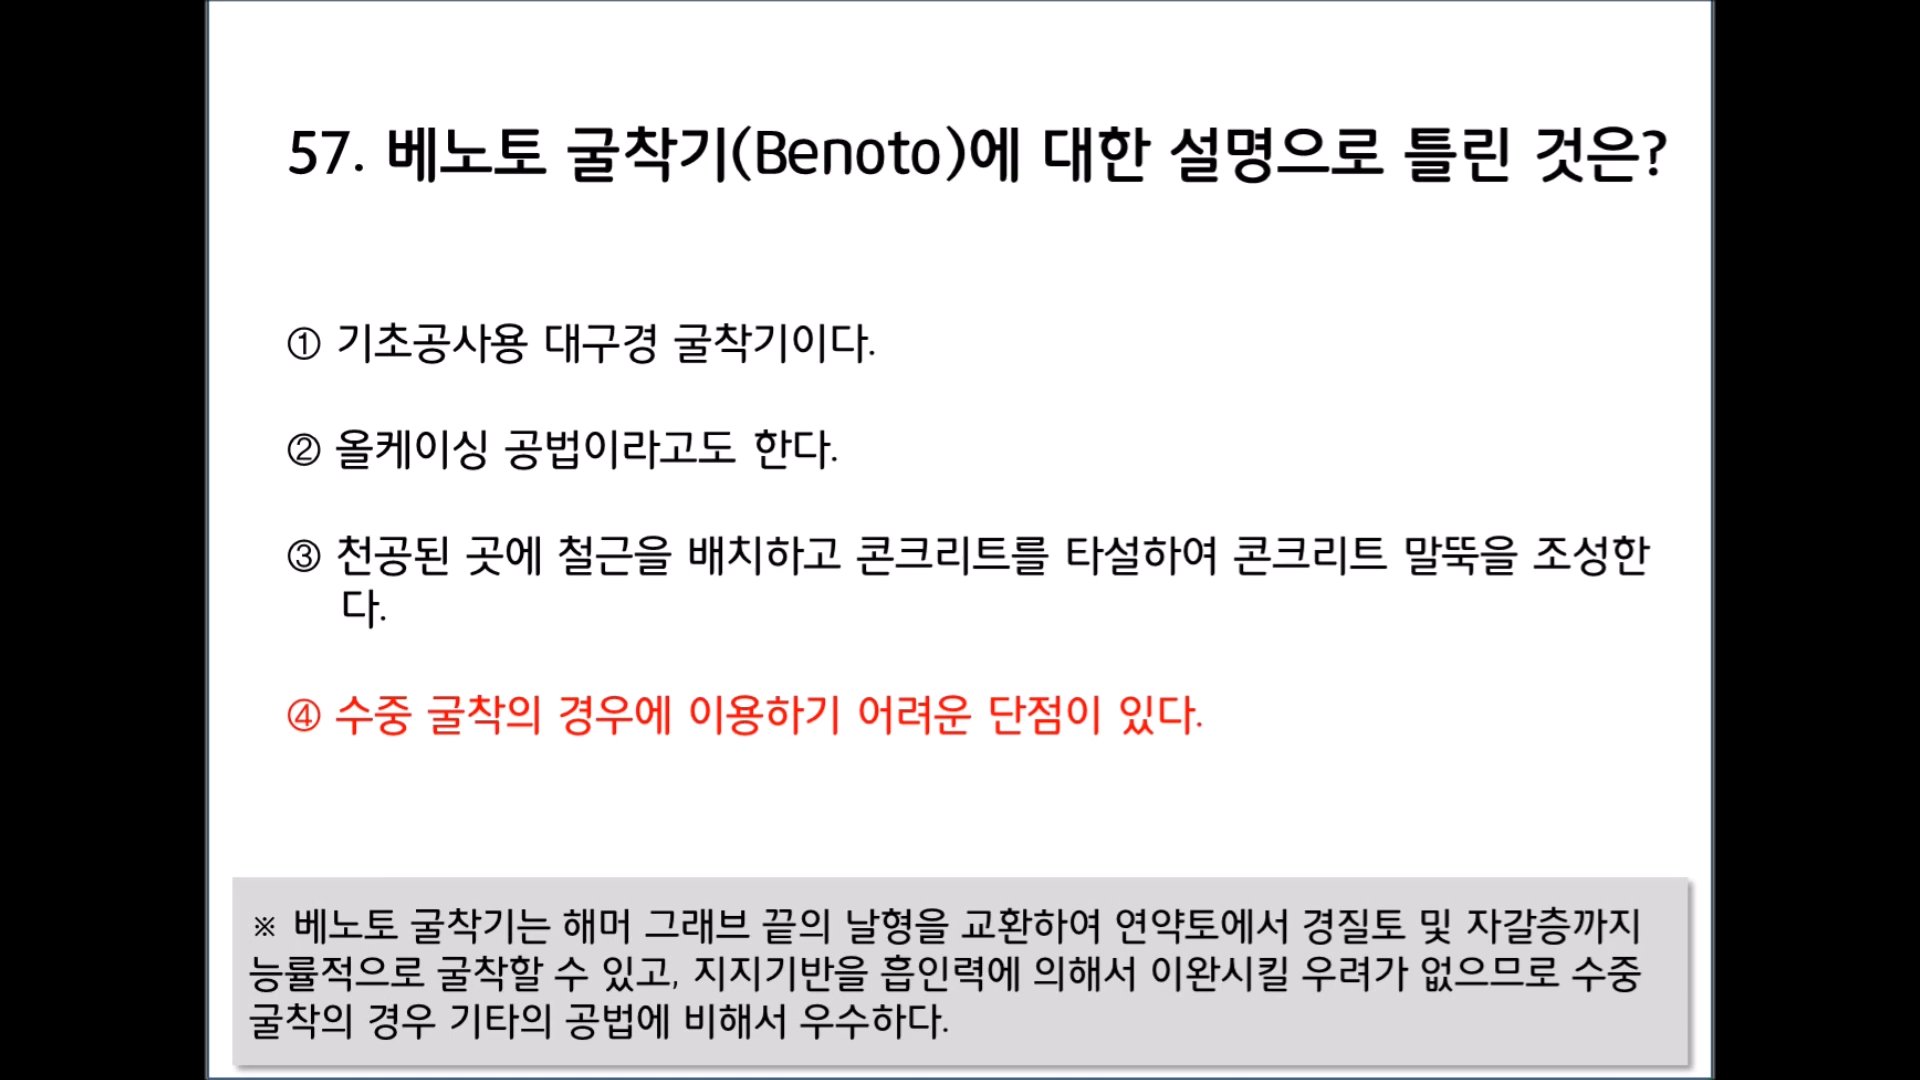 57. 베노토 굴착기(Benoto)에 대한 설명으로 틀린 것은?
① 기초공사용 대구경 굴착기이다.
② 올케이싱 공법이라고도 한다.
③ 천공된 곳에 철근을 배치하고 콘크리트를 타설하여 콘크리트 말뚝을 조성한
다.
④ 수중 굴착의 경우에 이용하기 어려운 단점이 있다.
※ 베노토 굴착기는 해머 그래브 끝의 날형을 교환하여 연약토에서 경질토 및 자갈층까지
능률적으로 굴착할 수 있고, 지지기반을 흡인력에 의해서 이완시킬 우려가 없으므로 수중
굴착의 경우 기타의 공법에 비해서 우수하다.